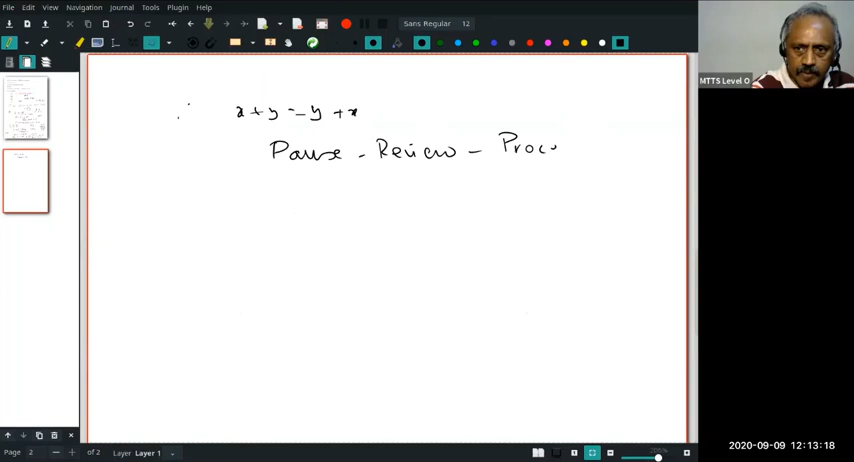 File Edit View Navigation Journal Tools Plugin Help
Sans Regular 12
MTTS Level O
∴ x + y = y + x
Pause - Review - Proc
Page 2 of 2 Layer Layer 1
2020-09-09 12:13:18